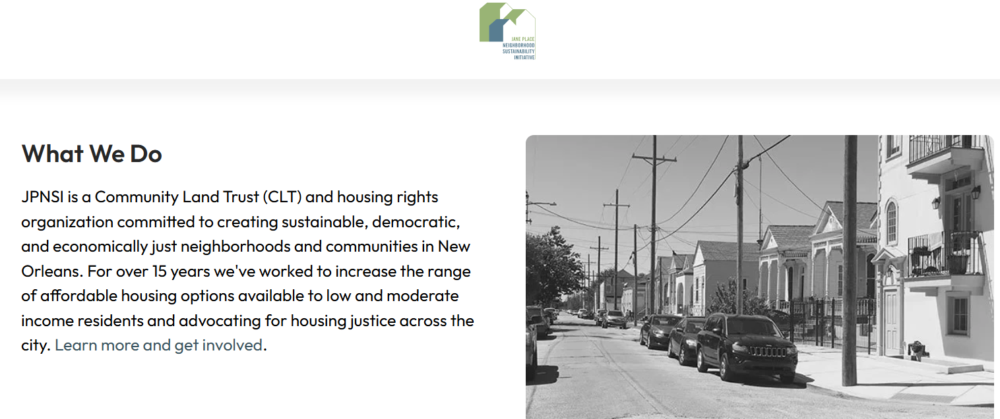 JANE PLACE
NEIGHBORHOOD
SUSTAINABILITY
INITIATIVE
What We Do
JPNSI is a Community Land Trust (CLT) and housing rights
organization committed to creating sustainable, democratic,
and economically just neighborhoods and communities in New
Orleans. For over 15 years we've worked to increase the range
of affordable housing options available to low and moderate
income residents and advocating for housing justice across the
city. Learn more and get involved.